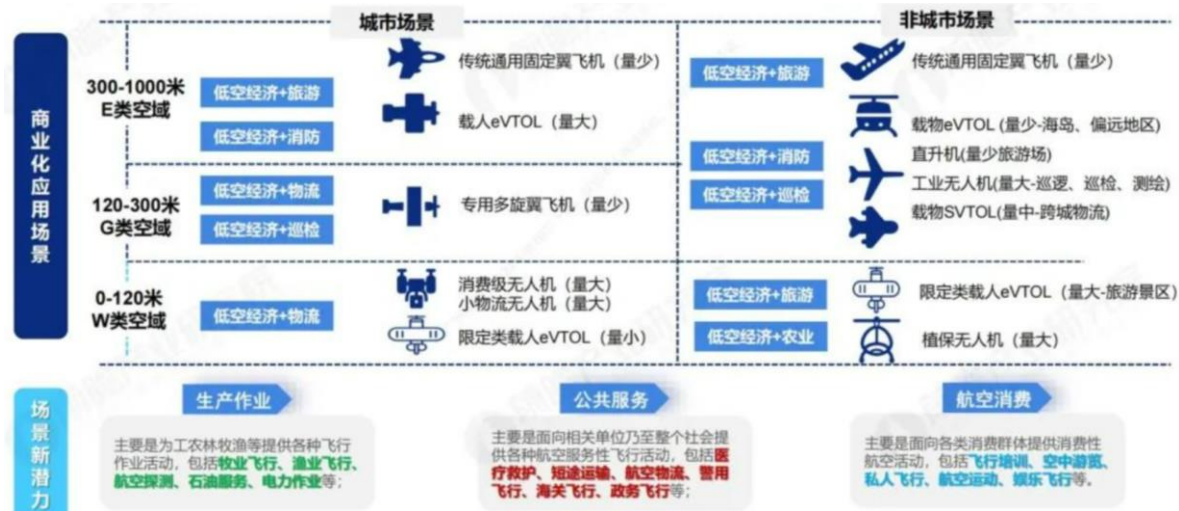 城市场景
非城市场景
商业化应用场景
300-1000米
E类空域
低空经济+旅游
低空经济+消防
传统通用固定翼飞机（量少）
载人eVTOL（量大）
低空经济+旅游
传统通用固定翼飞机（量少）
载物eVTOL (量少-海岛、偏远地区)
低空经济+消防
直升机(量少旅游场)
低空经济+巡检
工业无人机(量大-巡逻、巡检、测绘)
载物SVTOL(量中-跨城物流)
120-300米
G类空域
低空经济+物流
低空经济+巡检
专用多旋翼飞机（量少）
0-120米
W类空域
低空经济+物流
消费级无人机（量大）
小物流无人机（量大）
限定类载人eVTOL（量小）
低空经济+旅游
限定类载人eVTOL（量大-旅游景区）
低空经济+农业
植保无人机（量大）
场景新潜力
生产作业
主要是为工农林牧渔等提供各种飞行
作业活动，包括牧业飞行、渔业飞行、
航空探测、石油服务、电力作业等；
公共服务
主要是面向相关单位乃至整个社会提
供各种航空服务性飞行活动，包括医
疗救护、短途运输、航空物流、警用
飞行、海关飞行、政务飞行等；
航空消费
主要是面向各类消费群体提供消费性
航空活动，包括飞行培训、空中游览、
私人飞行、航空运动、娱乐飞行等。